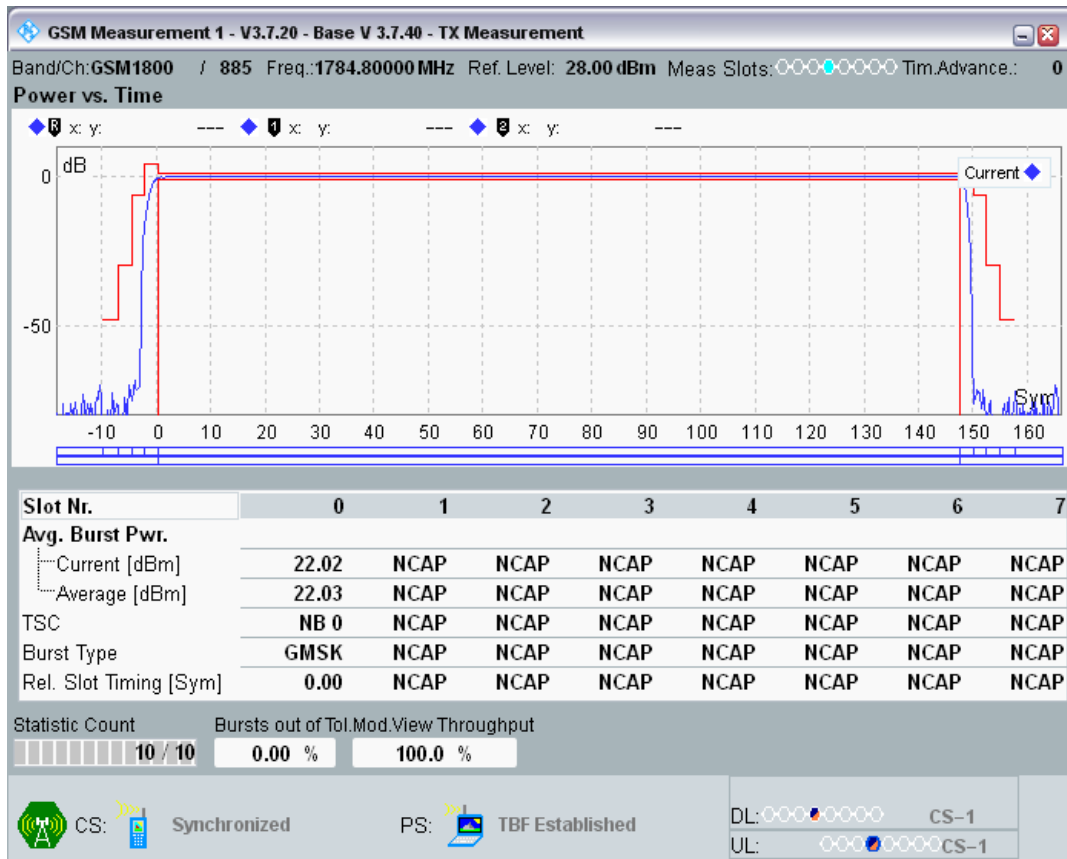 GSM Measurement 1 - V3.7.20 - Base V 3.7.40 - TX Measurement
Band/Ch:GSM1800 / 885 Freq.:1784.80000 MHz Ref. Level: 28.00 dBm Meas Slots: Tim.Advance.: 0
Power vs. Time
R x: y: --- 1 x: y: --- 2 x: y: ---
dB
Current
0
-50
Sym
-10 0 10 20 30 40 50 60 70 80 90 100 110 120 130 140 150 160
Slot Nr. 0 1 2 3 4 5 6 7
Avg. Burst Pwr.
Current [dBm] 22.02 NCAP NCAP NCAP NCAP NCAP NCAP NCAP
Average [dBm] 22.03 NCAP NCAP NCAP NCAP NCAP NCAP NCAP
TSC NB 0 NCAP NCAP NCAP NCAP NCAP NCAP NCAP
Burst Type GMSK NCAP NCAP NCAP NCAP NCAP NCAP NCAP
Rel. Slot Timing [Sym] 0.00 NCAP NCAP NCAP NCAP NCAP NCAP NCAP
Statistic Count Bursts out of Tol. Mod.View Throughput
10 / 10 0.00 % 100.0 %
CS: Synchronized PS: TBF Established DL: CS-1
UL: CS-1